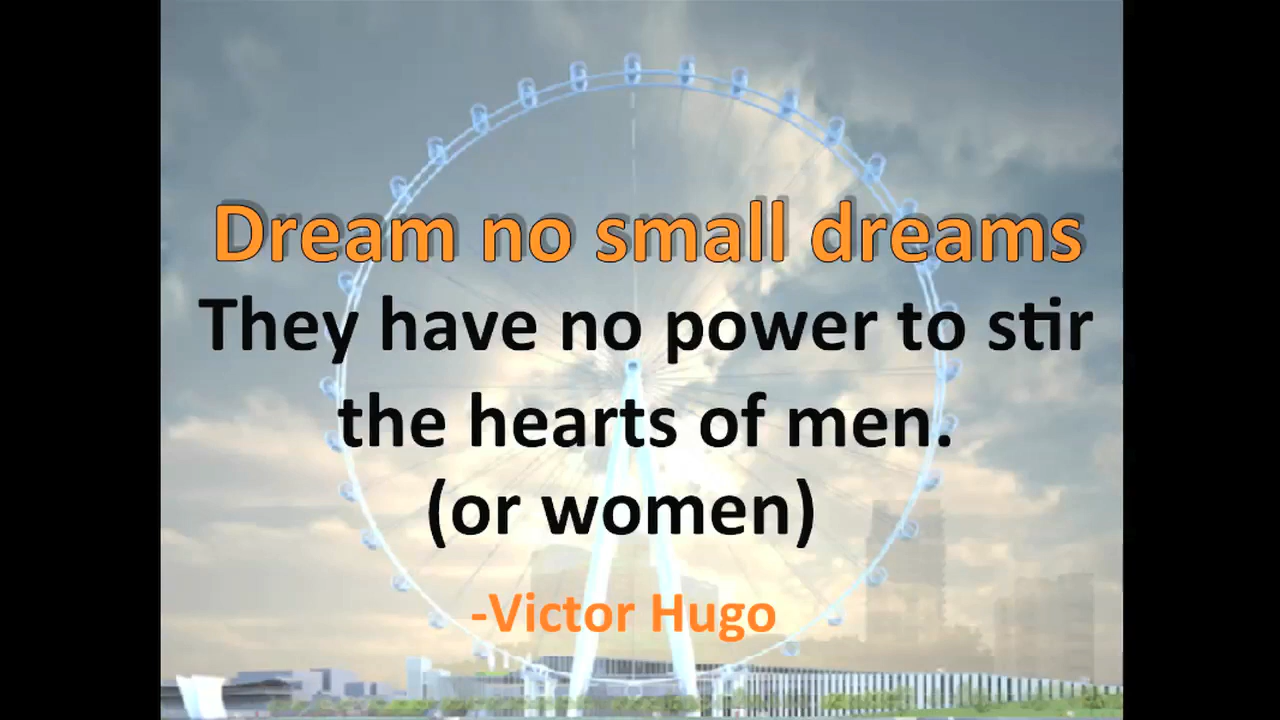 Dream no small dreams
They have no power to stir
the hearts of men.
(or women)
-Victor Hugo